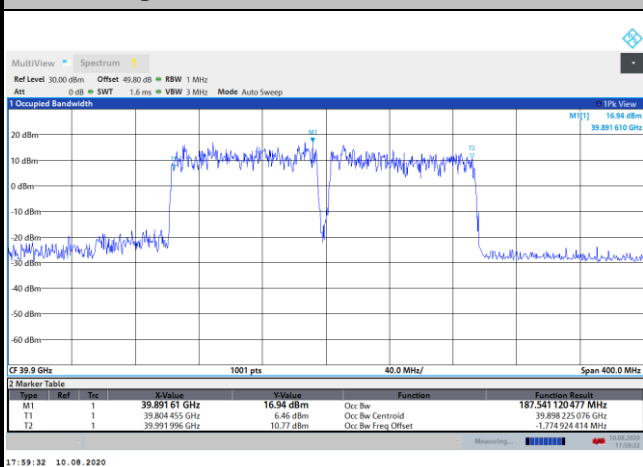 MultiView Spectrum
Ref Level 30.00 dBm Offset 49.80 dB RBW 1 MHz
Att 0 dB SWT 1.6 ms VBW 3 MHz Mode Auto Sweep
1 Occupied Bandwidth 1Pk View
M1[1] 16.94 dBm
39.891 610 GHz
M1
T2
20 dBm
10 dBm
0 dBm
-10 dBm
-20 dBm
-30 dBm
-40 dBm
-50 dBm
-60 dBm
CF 39.9 GHz 1001 pts 40.0 MHz/ Span 400.0 MHz
2 Marker Table
Type Ref Trc X-Value Y-Value Function Function Result
M1 1 39.891 61 GHz 16.94 dBm Occ Bw 187.541 120 477 MHz
T1 1 39.804 455 GHz 6.46 dBm Occ Bw Centroid 39.898 225 076 GHz
T2 1 39.991 996 GHz 10.77 dBm Occ Bw Freq Offset -1.774 924 414 MHz
Measuring... 10.08.2020
17:59:32
17:59:32 10.08.2020